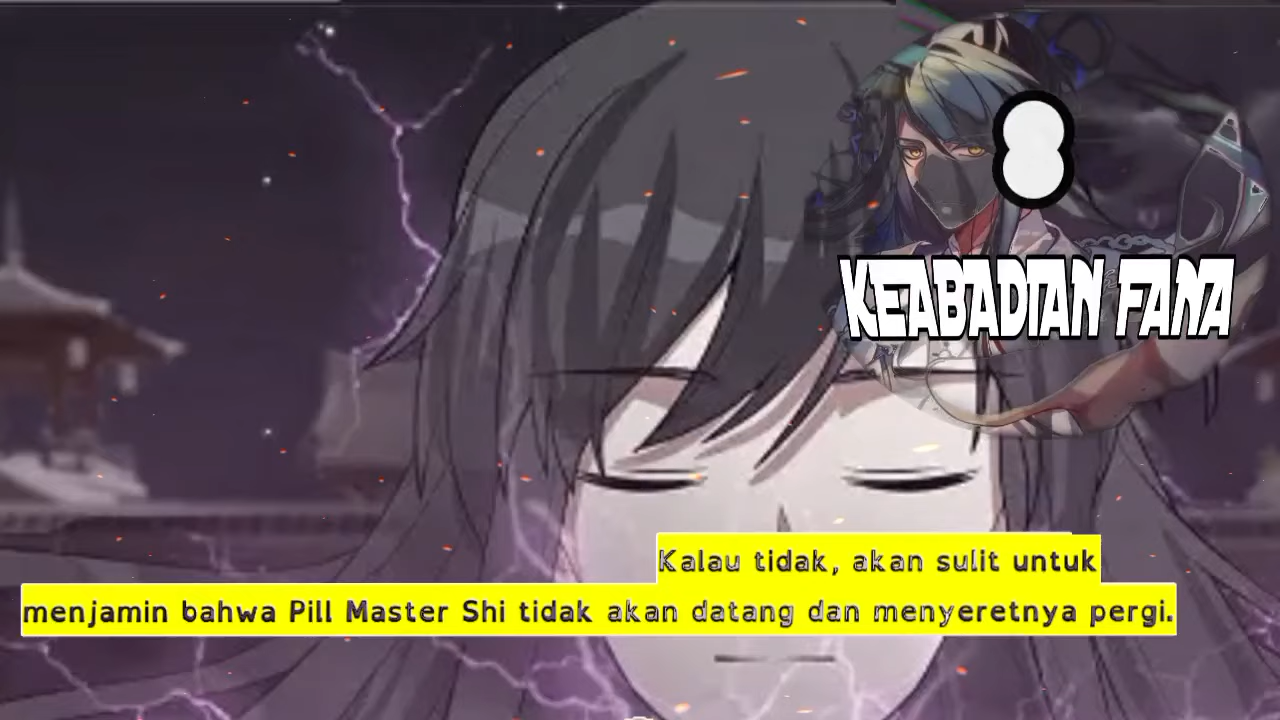 8
KEABADIAN FANA
Kalau tidak, akan sulit untuk
menjamin bahwa Pill Master Shi tidak akan datang dan menyeretnya pergi.